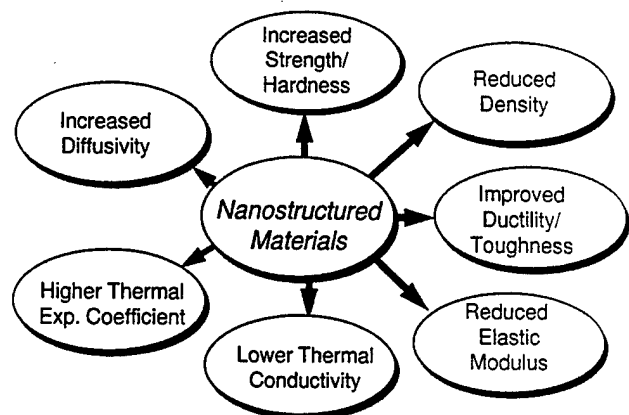 Increased
Strength/
Hardness
Reduced
Density
Increased
Diffusivity
Nanostructured
Materials
Improved
Ductility/
Toughness
Higher Thermal
Exp. Coefficient
Lower Thermal
Conductivity
Reduced
Elastic
Modulus